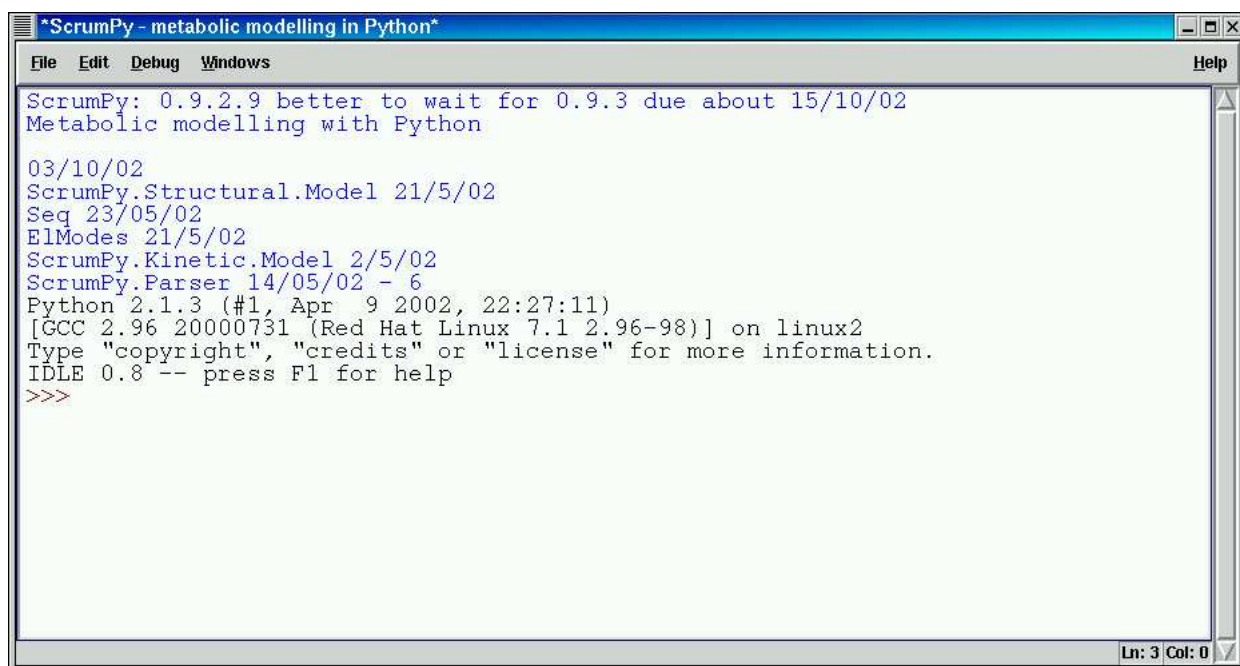 *ScrumPy - metabolic modelling in Python*
File Edit Debug Windows Help
ScrumPy: 0.9.2.9 better to wait for 0.9.3 due about 15/10/02
Metabolic modelling with Python
03/10/02
ScrumPy.Structural.Model 21/5/02
Seq 23/05/02
ElModes 21/5/02
ScrumPy.Kinetic.Model 2/5/02
ScrumPy.Parser 14/05/02 - 6
Python 2.1.3 (#1, Apr  9 2002, 22:27:11)
[GCC 2.96 20000731 (Red Hat Linux 7.1 2.96-98)] on linux2
Type "copyright", "credits" or "license" for more information.
IDLE 0.8 -- press F1 for help
>>>
Ln: 3 Col: 0